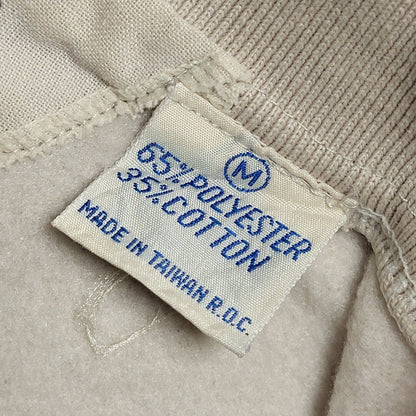 M
65% POLYESTER
35% COTTON
MADE IN TAIWAN R.O.C.